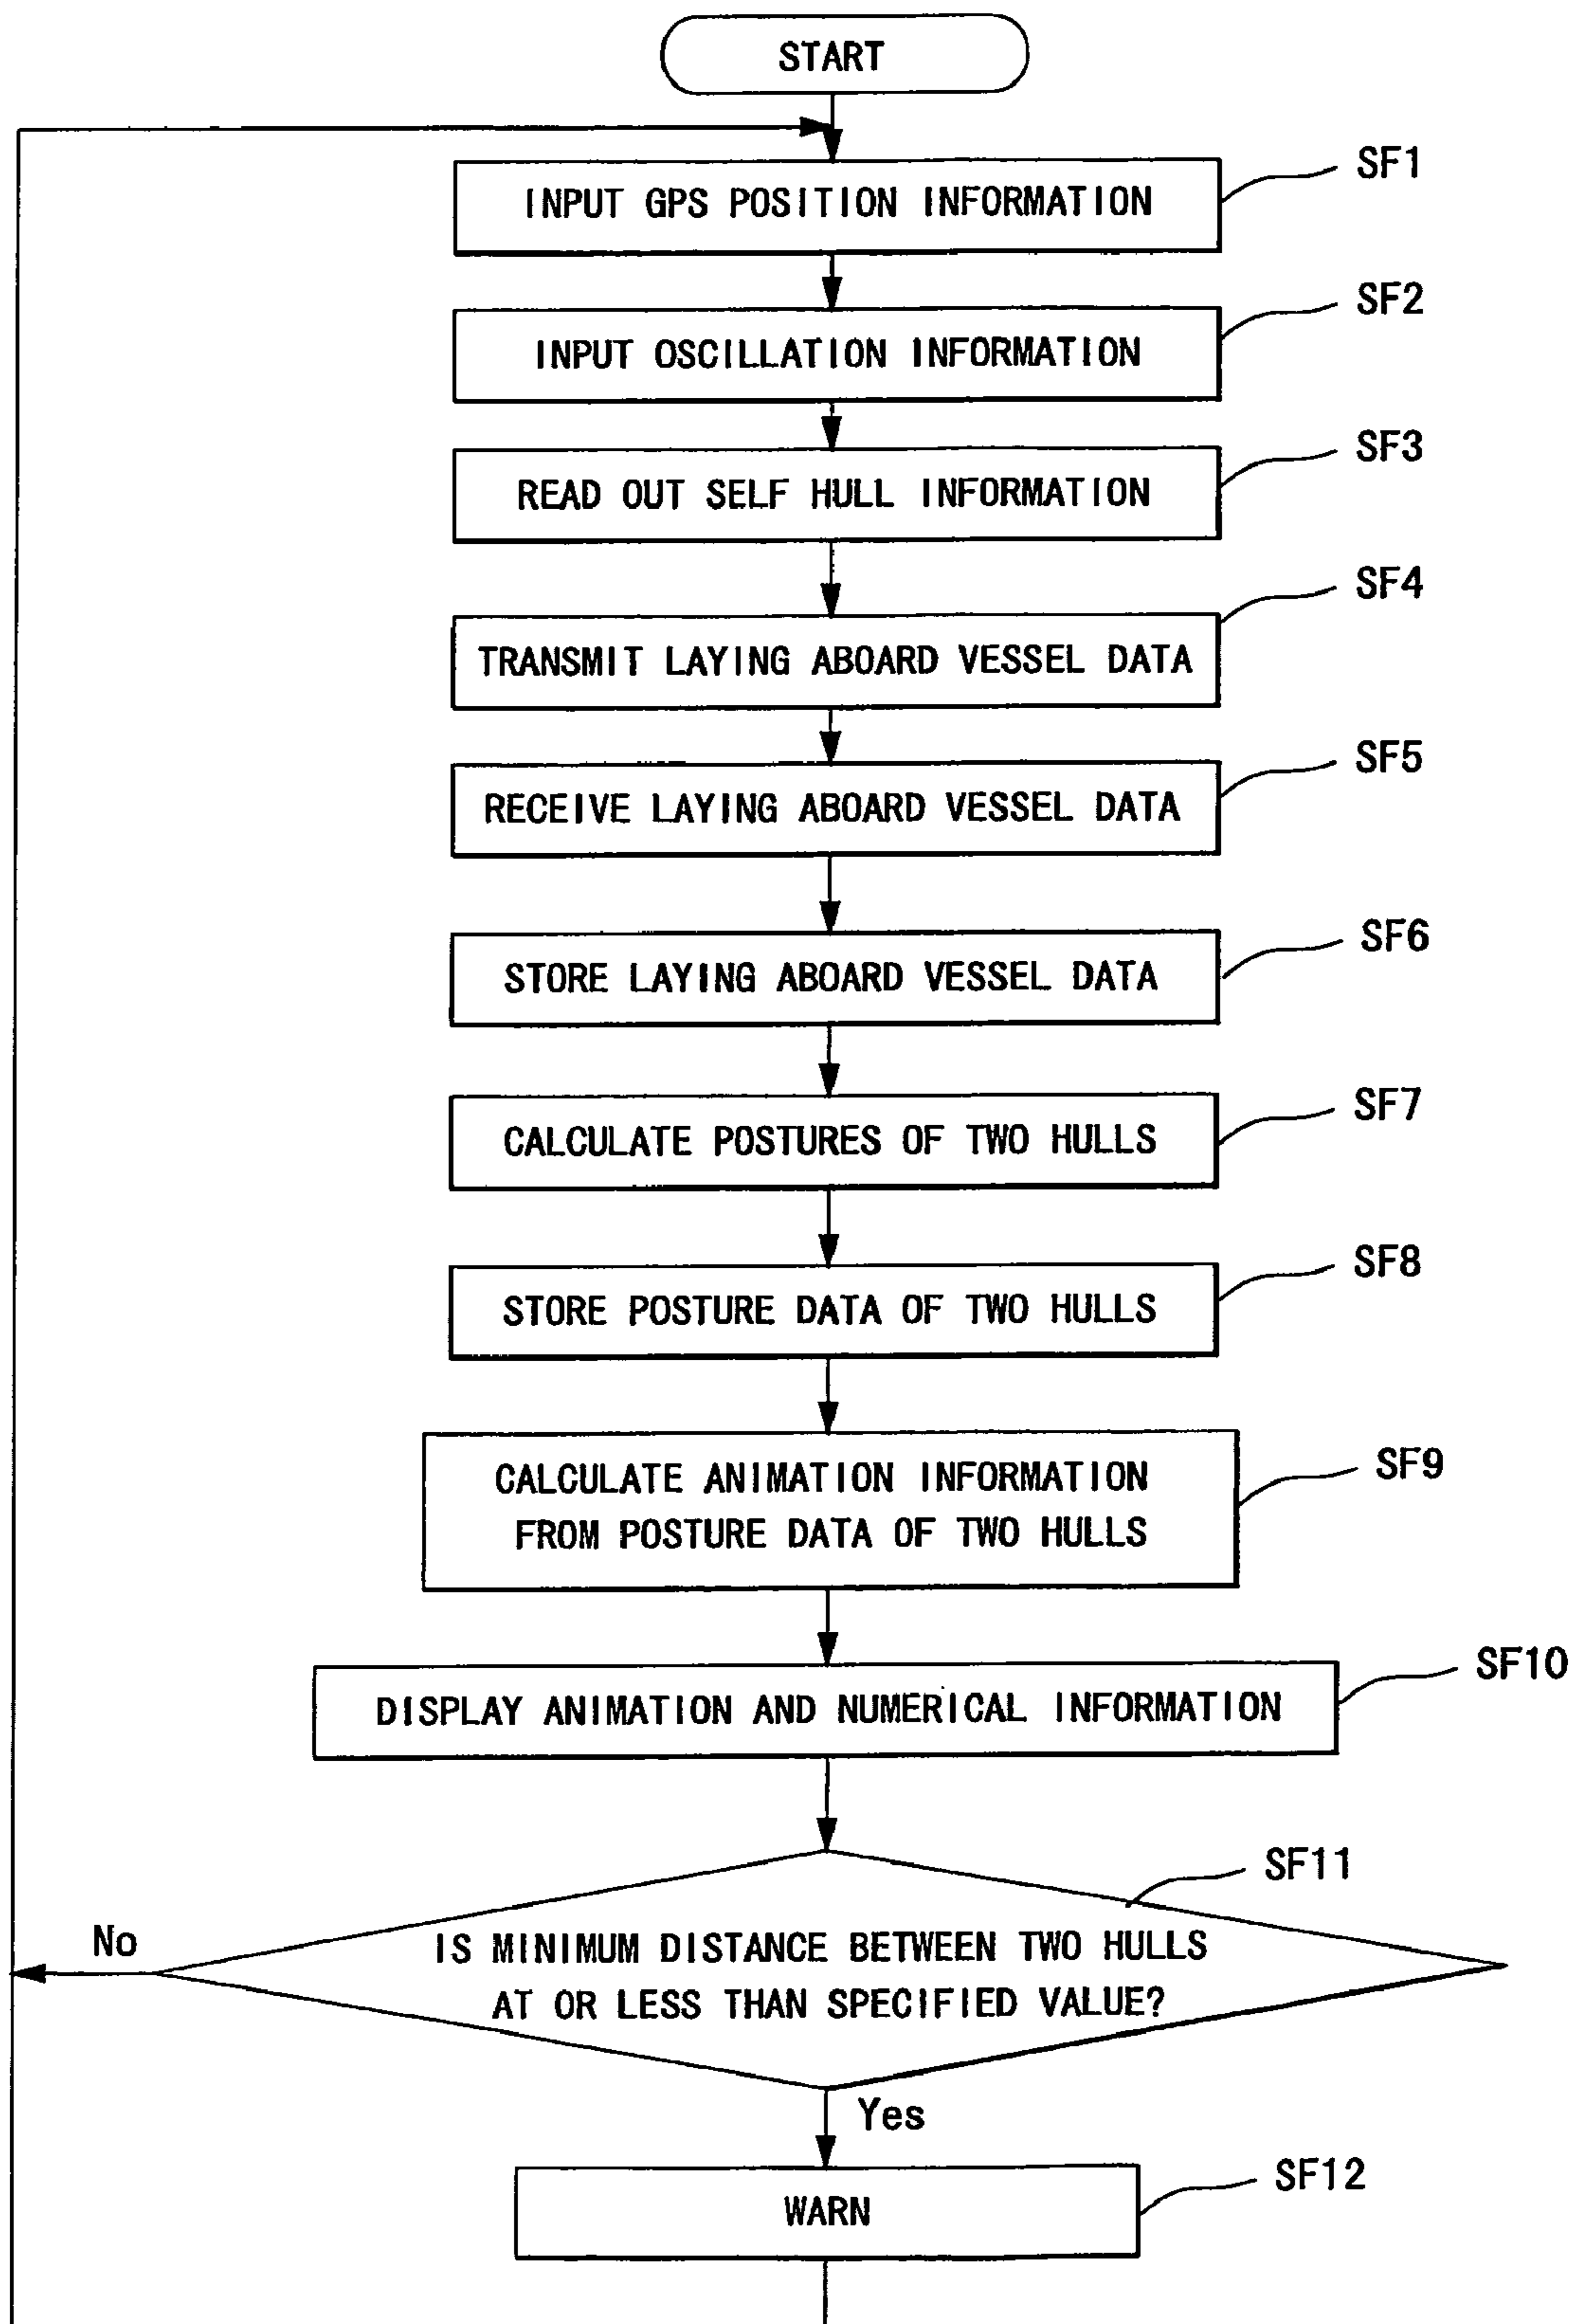 START
INPUT GPS POSITION INFORMATION
SF1
INPUT OSCILLATION INFORMATION
SF2
READ OUT SELF HULL INFORMATION
SF3
TRANSMIT LAYING ABOARD VESSEL DATA
SF4
RECEIVE LAYING ABOARD VESSEL DATA
SF5
STORE LAYING ABOARD VESSEL DATA
SF6
CALCULATE POSTURES OF TWO HULLS
SF7
STORE POSTURE DATA OF TWO HULLS
SF8
CALCULATE ANIMATION INFORMATION
FROM POSTURE DATA OF TWO HULLS
SF9
DISPLAY ANIMATION AND NUMERICAL INFORMATION
SF10
SF11
No
IS MINIMUM DISTANCE BETWEEN TWO HULLS
AT OR LESS THAN SPECIFIED VALUE?
Yes
WARN
SF12